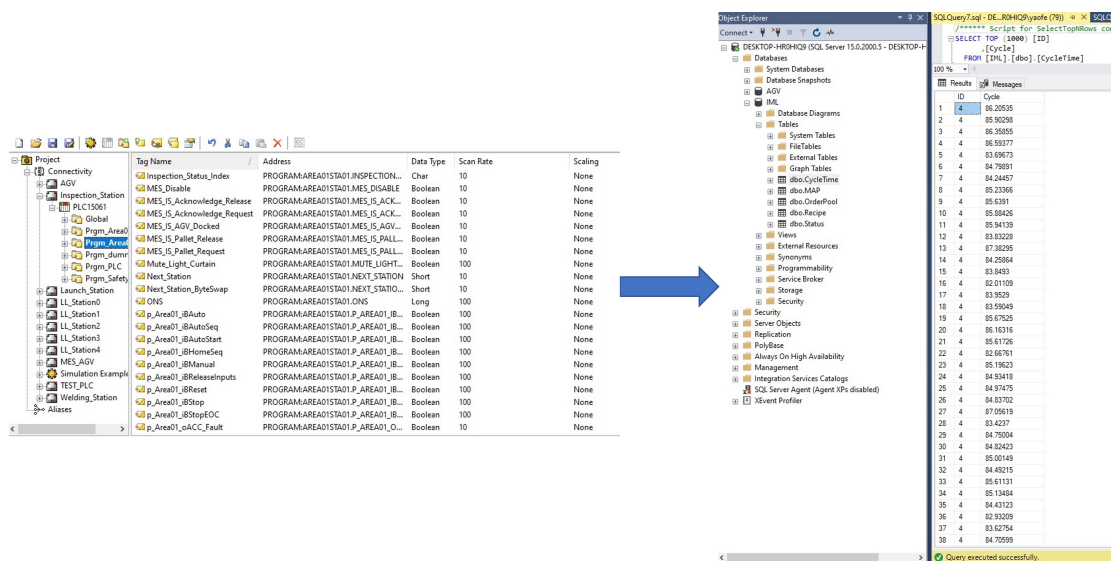 Project
Connectivity
AGV
Inspection_Station
PLC15061
Global
Prgm_Area0
Prgm_Area
Prgm_dumr
Prgm_PLC
Prgm_Safety
Launch_Station
LL_Station0
LL_Station1
LL_Station2
LL_Station3
LL_Station4
MES_AGV
Simulation Example
TEST_PLC
Welding_Station
Aliases
Tag Name / Address Data Type Scan Rate Scaling
Inspection_Status_Index PROGRAM:AREA01STA01.INSPECTION... Char 10 None
MES_Disable PROGRAM:AREA01STA01.MES_DISABLE Boolean 10 None
MES_IS_Acknowledge_Release PROGRAM:AREA01STA01.MES_IS_ACK... Boolean 10 None
MES_IS_Acknowledge_Request PROGRAM:AREA01STA01.MES_IS_ACK... Boolean 10 None
MES_IS_AGV_Docked PROGRAM:AREA01STA01.MES_IS_AGV... Boolean 10 None
MES_IS_Pallet_Release PROGRAM:AREA01STA01.MES_IS_PALL... Boolean 10 None
MES_IS_Pallet_Request PROGRAM:AREA01STA01.MES_IS_PALL... Boolean 10 None
Mute_Light_Curtain PROGRAM:AREA01STA01.MUTE_LIGHT... Boolean 100 None
Next_Station PROGRAM:AREA01STA01.NEXT_STATION Short 10 None
Next_Station_ByteSwap PROGRAM:AREA01STA01.NEXT_STATIO... Short 10 None
ONS PROGRAM:AREA01STA01.ONS Long 100 None
p_Area01_iBAuto PROGRAM:AREA01STA01.P_AREA01_IB... Boolean 100 None
p_Area01_iBAutoSeq PROGRAM:AREA01STA01.P_AREA01_IB... Boolean 100 None
p_Area01_iBAutoStart PROGRAM:AREA01STA01.P_AREA01_IB... Boolean 100 None
p_Area01_iBHomeSeq PROGRAM:AREA01STA01.P_AREA01_IB... Boolean 100 None
p_Area01_iBManual PROGRAM:AREA01STA01.P_AREA01_IB... Boolean 100 None
p_Area01_iBReleaseInputs PROGRAM:AREA01STA01.P_AREA01_IB... Boolean 100 None
p_Area01_iBReset PROGRAM:AREA01STA01.P_AREA01_IB... Boolean 100 None
p_Area01_iBStop PROGRAM:AREA01STA01.P_AREA01_IB... Boolean 100 None
p_Area01_iBStopEOC PROGRAM:AREA01STA01.P_AREA01_IB... Boolean 100 None
p_Area01_oACC_Fault PROGRAM:AREA01STA01.P_AREA01_O... Boolean 10 None
Object Explorer
Connect
DESKTOP-HR0HIQ9 (SQL Server 15.0.2000.5 - DESKTOP-H
Databases
System Databases
Database Snapshots
AGV
IML
Database Diagrams
Tables
System Tables
FileTables
External Tables
Graph Tables
dbo.CycleTime
dbo.MAP
dbo.OrderPool
dbo.Recipe
dbo.Status
Views
External Resources
Synonyms
Programmability
Service Broker
Storage
Security
Security
Server Objects
Replication
PolyBase
Always On High Availability
Management
Integration Services Catalogs
SQL Server Agent (Agent XPs disabled)
XEvent Profiler
SQLQuery7.sql - DE...R0HIQ9\yaofe (79)) SQLQ
/****** Script for SelectTopNRows co
SELECT TOP (1000) [ID]
,[Cycle]
FROM [IML].[dbo].[CycleTime]
100 %
Results Messages
ID Cycle
1 4 86.20535
2 4 85.90298
3 4 86.35855
4 4 86.59377
5 4 83.69673
6 4 84.79891
7 4 84.24457
8 4 85.23366
9 4 85.6391
10 4 85.88426
11 4 85.94139
12 4 83.83228
13 4 87.38295
14 4 84.25864
15 4 83.8493
16 4 82.01109
17 4 83.9529
18 4 83.59049
19 4 85.67525
20 4 86.16316
21 4 85.61726
22 4 82.66761
23 4 85.19623
24 4 84.93418
25 4 84.97475
26 4 84.83702
27 4 87.05619
28 4 83.4237
29 4 84.75004
30 4 84.82423
31 4 85.00149
32 4 84.49215
33 4 85.61131
34 4 85.13484
35 4 84.43123
36 4 82.93209
37 4 83.62754
38 4 84.70599
Query executed successfully.